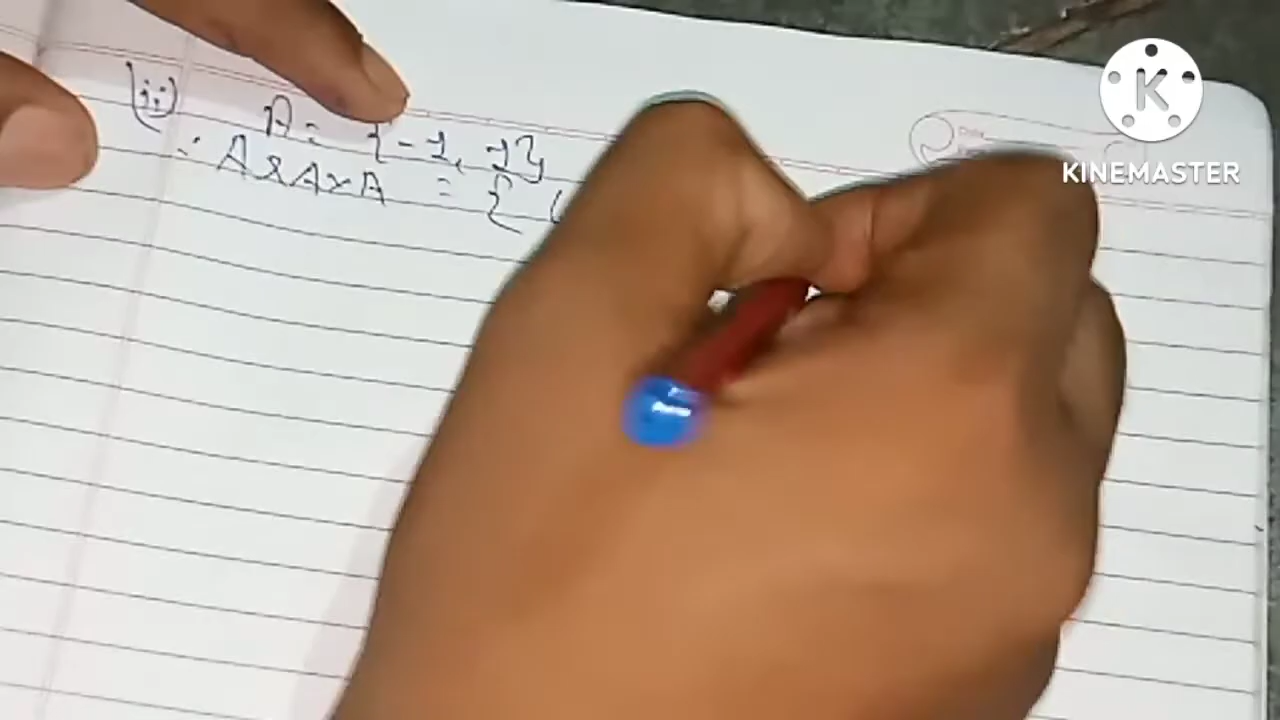 (ii) A = {-1, 1},
∴ A×A×A = { (
KINEMASTER